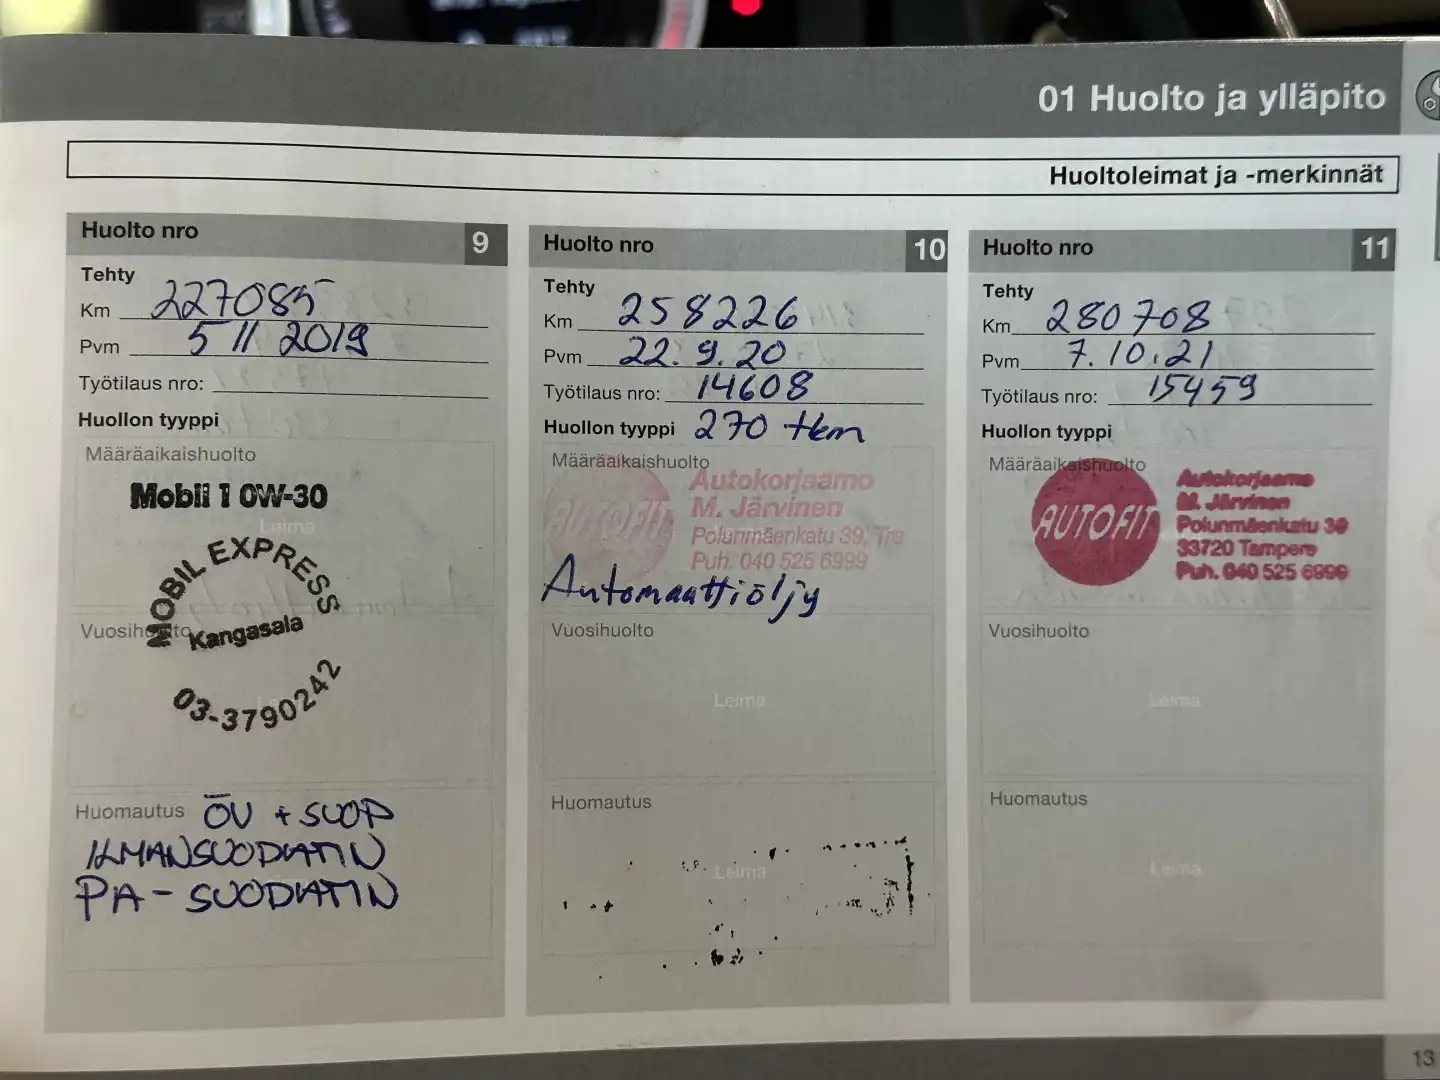 01 Huolto ja ylläpito
Huoltoleimat ja -merkinnät
Huolto nro 9
Tehty
Km 227085
Pvm 5 11 2019
Työtilaus nro:
Huollon tyyppi
Määräaikaishuolto
Mobil 1 0W-30
Leima
MOBIL EXPRESS
Kangasala
03-3790242
Vuosihuolto
Huomautus ÖV + SUOD
ILMANSUODATIN
PA-SUODATIN
Huolto nro 10
Tehty
Km 258226
Pvm 22. 9. 20
Työtilaus nro: 14608
Huollon tyyppi 270 tkm
Määräaikaishuolto
AUTOFIT
Autokorjaamo
M. Järvinen
Polunmäenkatu 39, Tre
Puh. 040 525 6999
Automaattiöljy
Vuosihuolto
Leima
Huomautus
Leima
Huolto nro 11
Tehty
Km 280708
Pvm 7.10.21
Työtilaus nro: 15459
Huollon tyyppi
Määräaikaishuolto
AUTOFIT
Autokorjaamo
M. Järvinen
Polunmäenkatu 39
33720 Tampere
Puh. 040 525 6999
Vuosihuolto
Leima
Huomautus
Leima
13